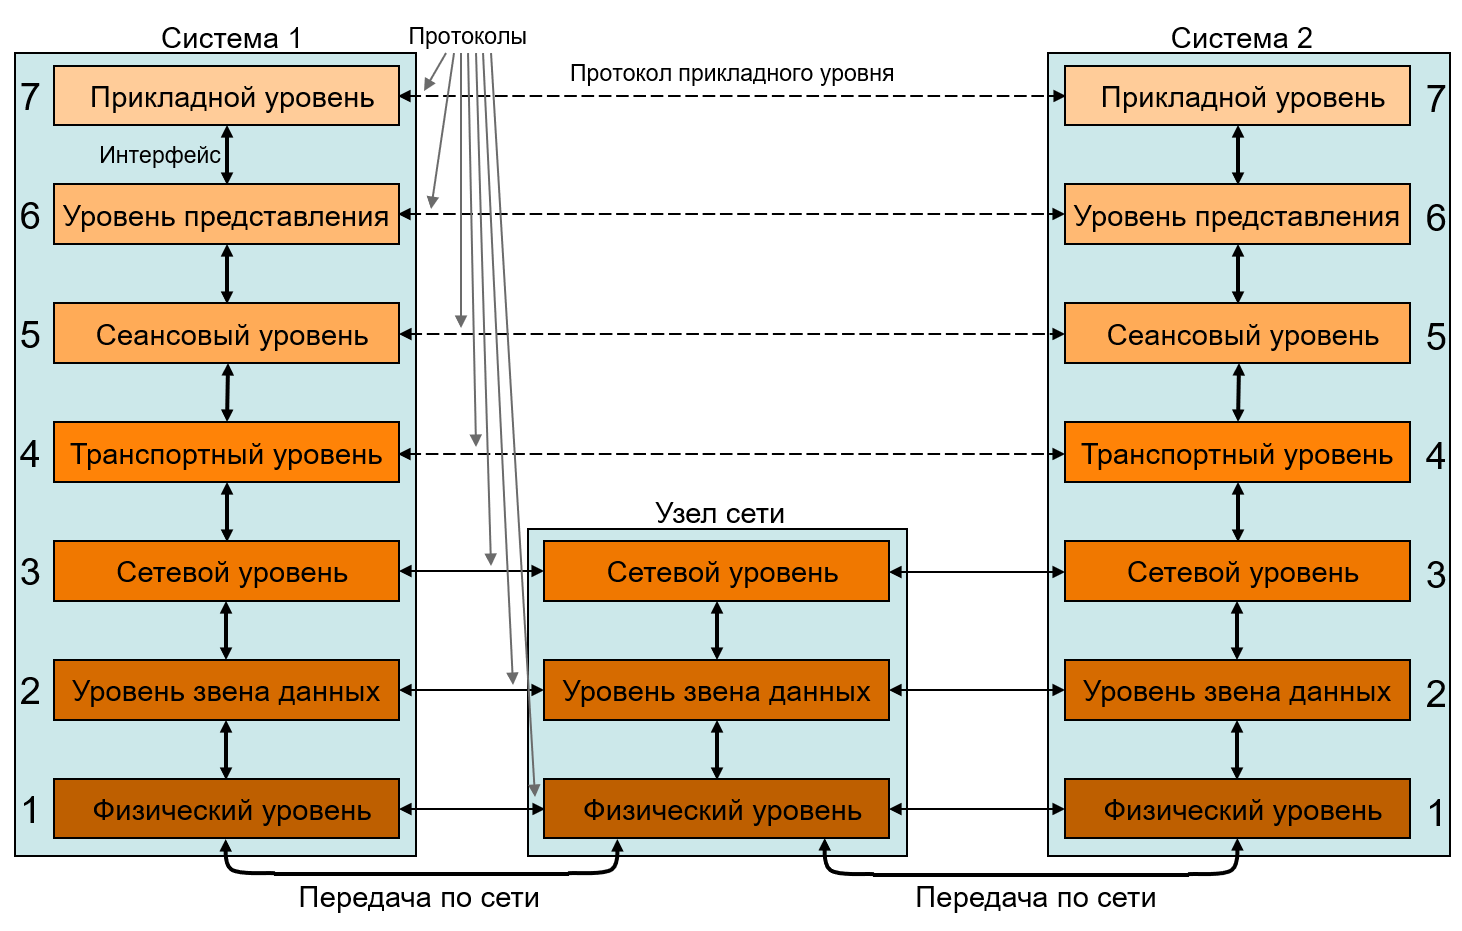 Система 1
Протоколы
Система 2
Протокол прикладного уровня
7
Прикладной уровень
Прикладной уровень
7
Интерфейс
6
Уровень представления
Уровень представления
6
5
Сеансовый уровень
Сеансовый уровень
5
4
Транспортный уровень
Транспортный уровень
4
Узел сети
3
Сетевой уровень
Сетевой уровень
Сетевой уровень
3
2
Уровень звена данных
Уровень звена данных
Уровень звена данных
2
1
Физический уровень
Физический уровень
Физический уровень
1
Передача по сети
Передача по сети